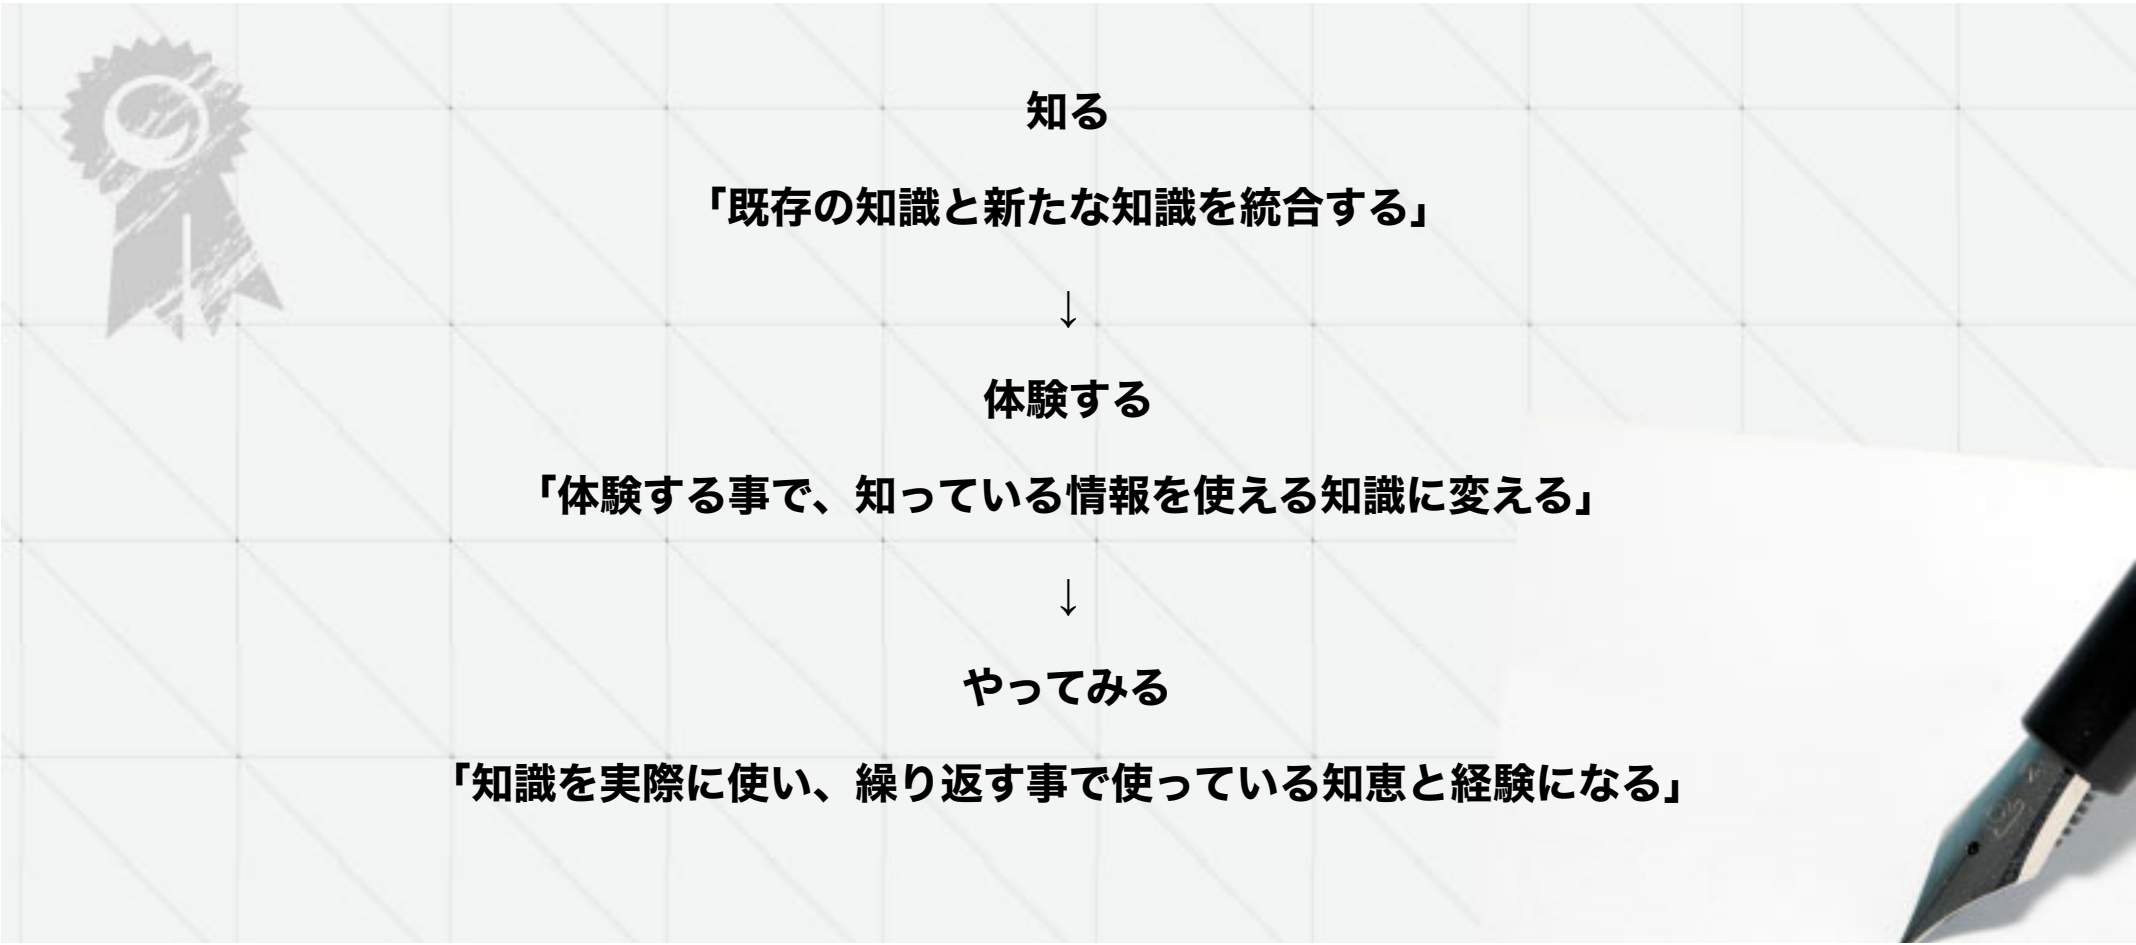 知る
「既存の知識と新たな知識を統合する」
↓
体験する
「体験する事で、知っている情報を使える知識に変える」
↓
やってみる
「知識を実際に使い、繰り返す事で使っている知恵と経験になる」